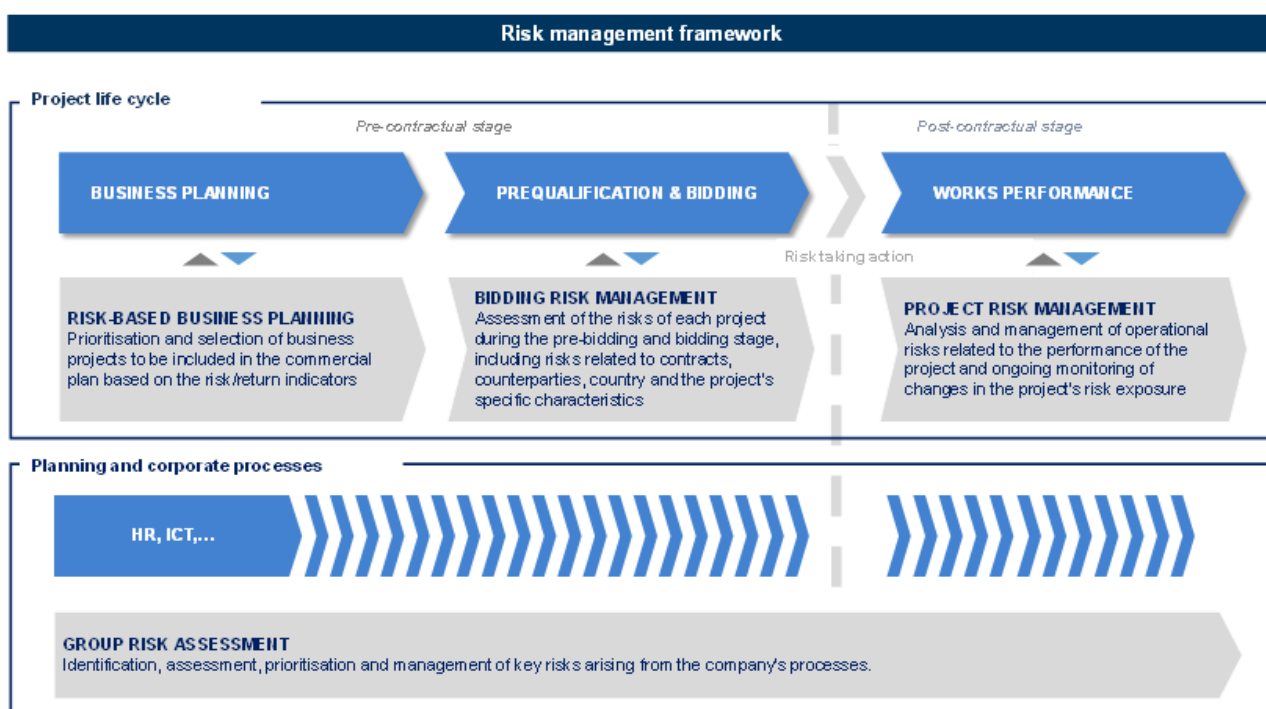 Risk management framework
Project life cycle
Pre-contractual stage
Post-contractual stage
BUSINESS PLANNING
PREQUALIFICATION & BIDDING
WORKS PERFORMANCE
Risk taking action
RISK-BASED BUSINESS PLANNING
Prioritisation and selection of business
projects to be included in the commercial
plan based on the risk/return indicators
BIDDING RISK MANAGEMENT
Assessment of the risks of each project
during the pre-bidding and bidding stage,
including risks related to contracts,
counterparties, country and the project's
specific characteristics
PROJECT RISK MANAGEMENT
Analysis and management of operational
risks related to the performance of the
project and ongoing monitoring of
changes in the project's risk exposure
Planning and corporate processes
HR, ICT,...
GROUP RISK ASSESSMENT
Identification, assessment, prioritisation and management of key risks arising from the company's processes.